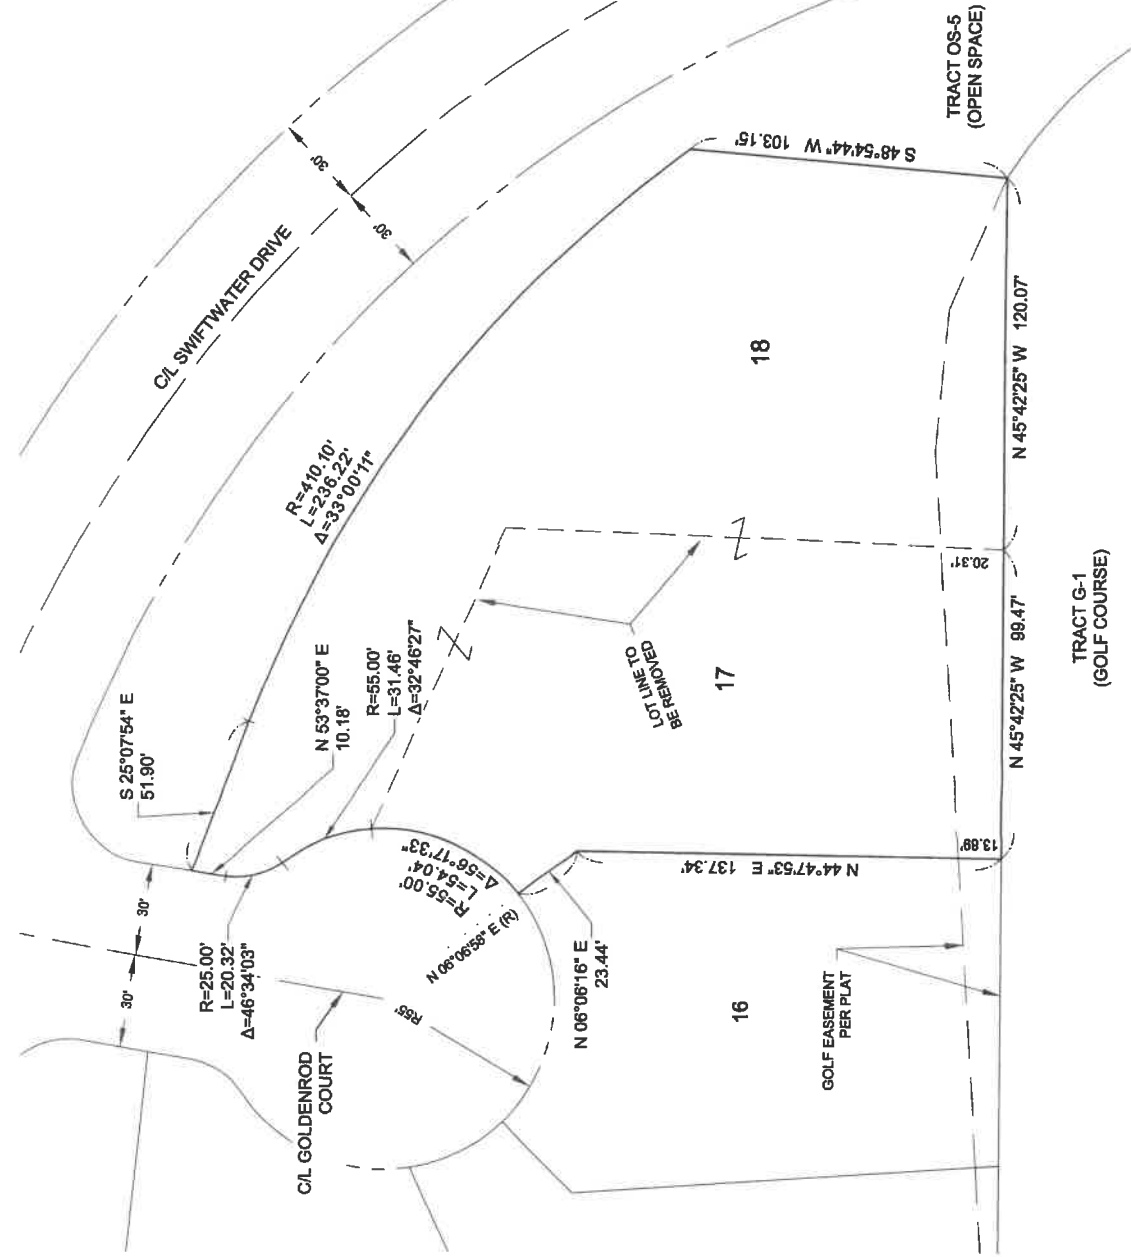 TRACT OS-5
(OPEN SPACE)
S 48°54'44" W 103.15'
30'
30'
C/L SWIFTWATER DRIVE
R=410.10'
L=236.22'
Δ=33°00'11"
18
N 45°42'25" W 120.07'
20.31'
S 25°07'54" E
51.90'
N 53°37'00" E
10.18'
R=55.00'
L=31.46'
Δ=32°46'27"
LOT LINE TO
BE REMOVED
17
N 45°42'25" W 99.47'
TRACT G-1
(GOLF COURSE)
13.89'
N 44°47'53" E 137.34'
R=55.00'
L=54.04'
Δ=56°17'33"
N 06°06'58" E (R)
30'
30'
R=25.00'
L=20.32'
Δ=46°34'03"
R55'
C/L GOLDENROD
COURT
N 06°06'16" E
23.44'
16
GOLF EASEMENT
PER PLAT